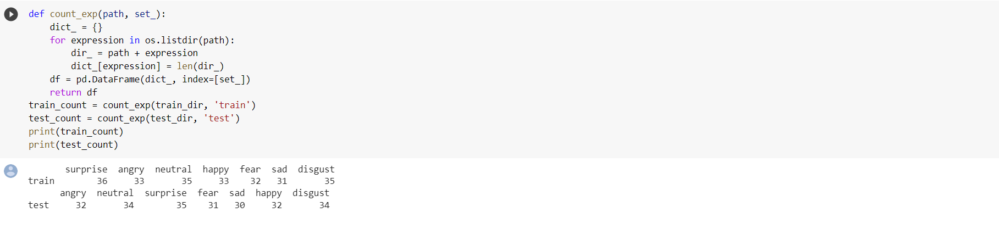 def count_exp(path, set_):
    dict_ = {}
    for expression in os.listdir(path):
        dir_ = path + expression
        dict_[expression] = len(dir_)
    df = pd.DataFrame(dict_, index=[set_])
    return df
train_count = count_exp(train_dir, 'train')
test_count = count_exp(test_dir, 'test')
print(train_count)
print(test_count)
       surprise  angry  neutral  happy  fear  sad  disgust
train        36     33       35     33    32   31       35
      angry  neutral  surprise  fear  sad  happy  disgust
test     32       34        35    31   30     32       34